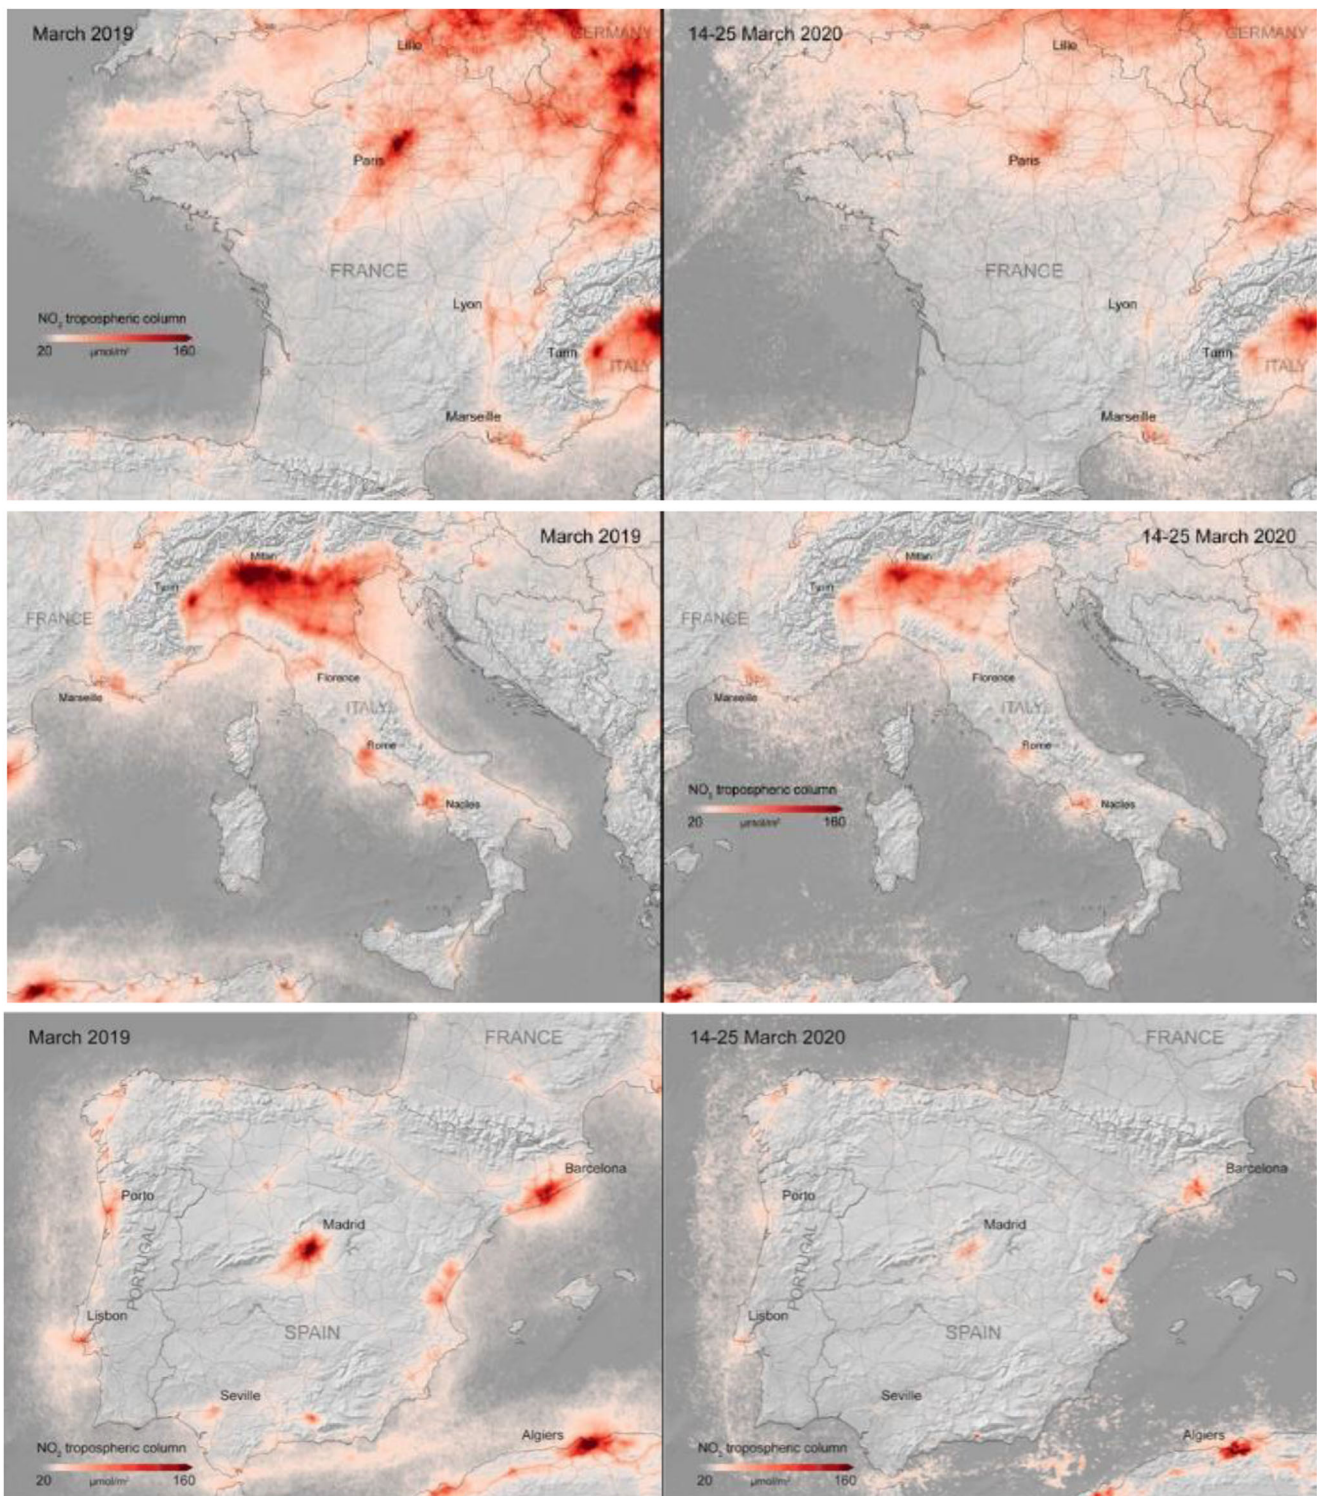 March 2019
Lille
GERMANY
Paris
FRANCE
Lyon
NO₂ tropospheric column
20 µmol/m² 160
Turin
ITALY
Marseille
14-25 March 2020
Lille
GERMANY
Paris
FRANCE
Lyon
Turin
ITALY
Marseille
March 2019
Milan
Turin
FRANCE
Marseille
Florence
ITALY
Rome
Naples
14-25 March 2020
Milan
Turin
FRANCE
Marseille
Florence
ITALY
Rome
NO₂ tropospheric column
20 µmol/m² 160
Naples
March 2019
FRANCE
Barcelona
Porto
Madrid
PORTUGAL
Lisbon
SPAIN
Seville
Algiers
NO₂ tropospheric column
20 µmol/m² 160
14-25 March 2020
FRANCE
Barcelona
Porto
Madrid
PORTUGAL
Lisbon
SPAIN
Seville
Algiers
NO₂ tropospheric column
20 µmol/m² 160